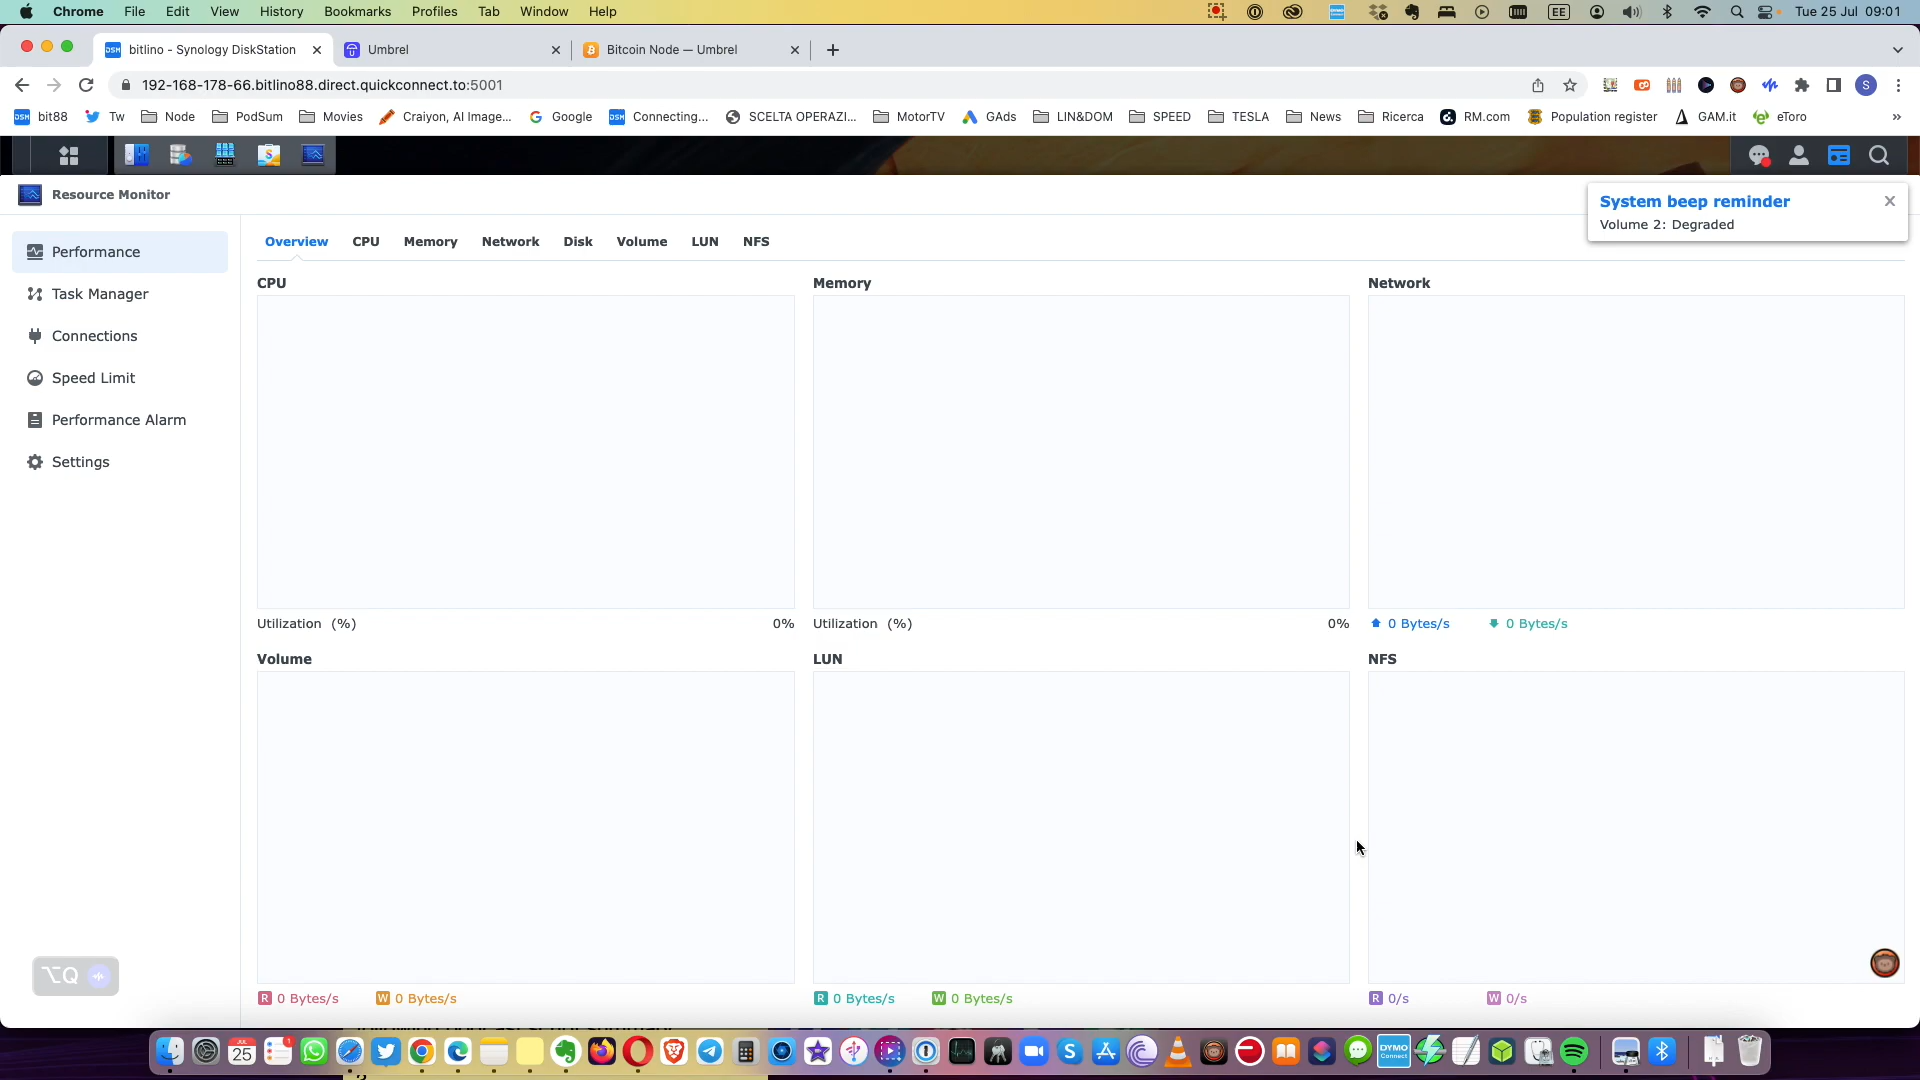 Chrome File Edit View History Bookmarks Profiles Tab Window Help EE Tue 25 Jul 09:01
bitlino - Synology DiskStation Umbrel Bitcoin Node — Umbrel
192-168-178-66.bitlino88.direct.quickconnect.to:5001 S
bit88 Tw Node PodSum Movies Craiyon, AI Image... Google Connecting... SCELTA OPERAZI... MotorTV GAds LIN&DOM SPEED TESLA News Ricerca RM.com Population register GAM.it eToro »
Resource Monitor
System beep reminder
Volume 2: Degraded
Performance
Task Manager
Connections
Speed Limit
Performance Alarm
Settings
Overview CPU Memory Network Disk Volume LUN NFS
CPU Memory Network
Utilization (%) 0% Utilization (%) 0% 0 Bytes/s 0 Bytes/s
Volume LUN NFS
R 0 Bytes/s W 0 Bytes/s R 0 Bytes/s W 0 Bytes/s R 0/s W 0/s
⌥Q
JUL
25
1
DYMO
Connect